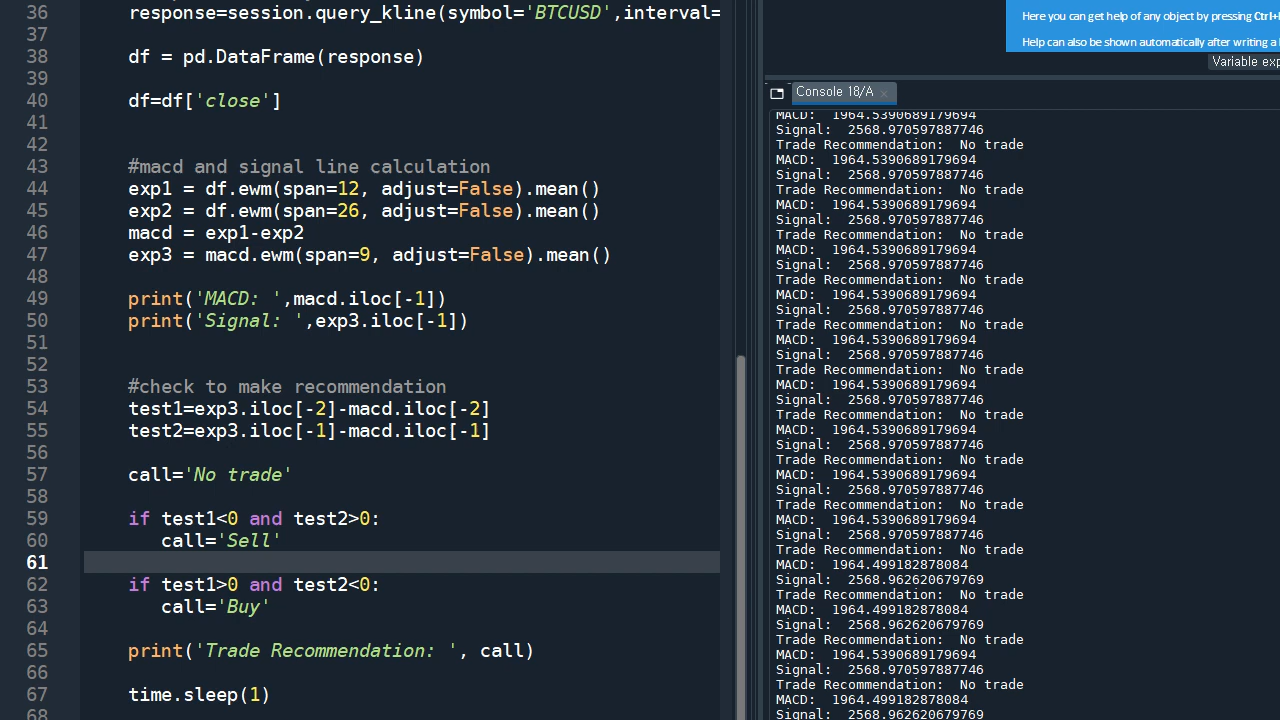 36 response=session.query_kline(symbol='BTCUSD',interval=
37
38 df = pd.DataFrame(response)
39
40 df=df['close']
41
42
43 #macd and signal line calculation
44 exp1 = df.ewm(span=12, adjust=False).mean()
45 exp2 = df.ewm(span=26, adjust=False).mean()
46 macd = exp1-exp2
47 exp3 = macd.ewm(span=9, adjust=False).mean()
48
49 print('MACD: ',macd.iloc[-1])
50 print('Signal: ',exp3.iloc[-1])
51
52
53 #check to make recommendation
54 test1=exp3.iloc[-2]-macd.iloc[-2]
55 test2=exp3.iloc[-1]-macd.iloc[-1]
56
57 call='No trade'
58
59 if test1<0 and test2>0:
60 call='Sell'
61
62 if test1>0 and test2<0:
63 call='Buy'
64
65 print('Trade Recommendation: ', call)
66
67 time.sleep(1)
68
Here you can get help of any object by pressing Ctrl+
Help can also be shown automatically after writing a
Variable exp
Console 18/A
MACD: 1964.5390689179694
Signal: 2568.970597887746
Trade Recommendation: No trade
MACD: 1964.5390689179694
Signal: 2568.970597887746
Trade Recommendation: No trade
MACD: 1964.5390689179694
Signal: 2568.970597887746
Trade Recommendation: No trade
MACD: 1964.5390689179694
Signal: 2568.970597887746
Trade Recommendation: No trade
MACD: 1964.5390689179694
Signal: 2568.970597887746
Trade Recommendation: No trade
MACD: 1964.5390689179694
Signal: 2568.970597887746
Trade Recommendation: No trade
MACD: 1964.5390689179694
Signal: 2568.970597887746
Trade Recommendation: No trade
MACD: 1964.5390689179694
Signal: 2568.970597887746
Trade Recommendation: No trade
MACD: 1964.5390689179694
Signal: 2568.970597887746
Trade Recommendation: No trade
MACD: 1964.5390689179694
Signal: 2568.970597887746
Trade Recommendation: No trade
MACD: 1964.499182878084
Signal: 2568.962620679769
Trade Recommendation: No trade
MACD: 1964.499182878084
Signal: 2568.962620679769
Trade Recommendation: No trade
MACD: 1964.5390689179694
Signal: 2568.970597887746
Trade Recommendation: No trade
MACD: 1964.499182878084
Signal: 2568.962620679769